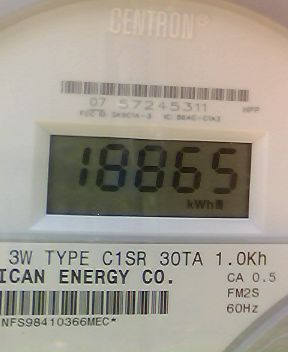 CENTRON®
07 57245311
HPP
18865
kWh
3W TYPE C1SR 30TA 1.0Kh
ICAN ENERGY CO.
CA 0.5
FM2S
60Hz
NFS98410366MEC*